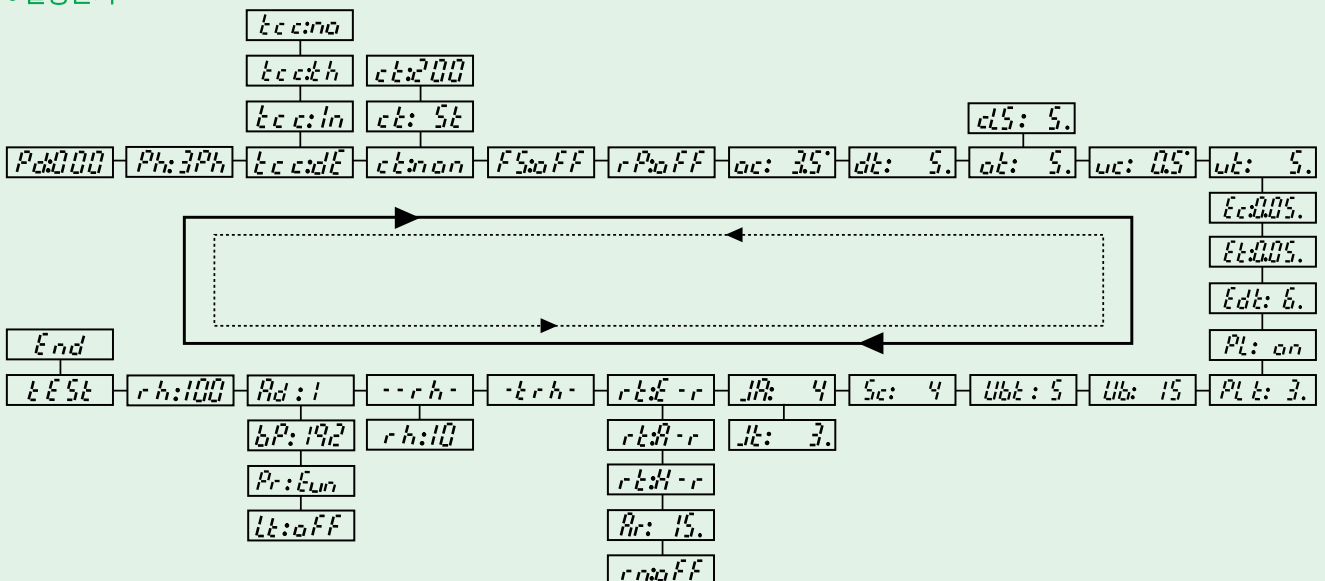 tcc:no
tcc:th ct:200
tcc:In ct: St cLS: 5.
Pd:000 Ph:3Ph tcc:dE ct:non FS:oFF rP:oFF oc: 3.5 dt: 5. ot: 5. uc: 0.5 ut: 5.
Ec:0.05.
Et:0.05.
Edt: 6.
End PL: on
tESt rh:100 Ad:1 --rh- -trh- rt:E-r JA: 4 Sc: 4 Ubt:5 Ub: 15 PLt: 3.
bP:192 rh:10 rt:A-r Jt: 3.
Pr:Eun rt:H-r
Lt:oFF Ar: 15.
rn:oFF